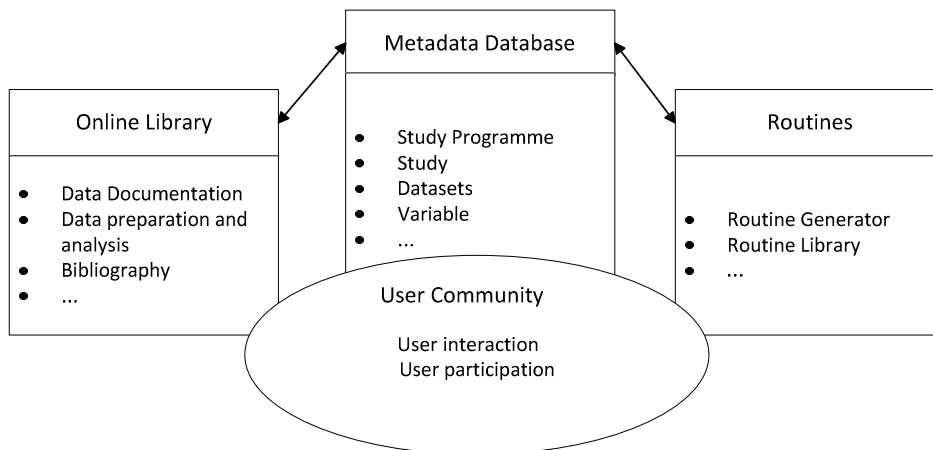 Metadata Database
Study Programme
Study
Datasets
Variable
...
Online Library
Data Documentation
Data preparation and
analysis
Bibliography
...
Routines
Routine Generator
Routine Library
...
User Community
User interaction
User participation